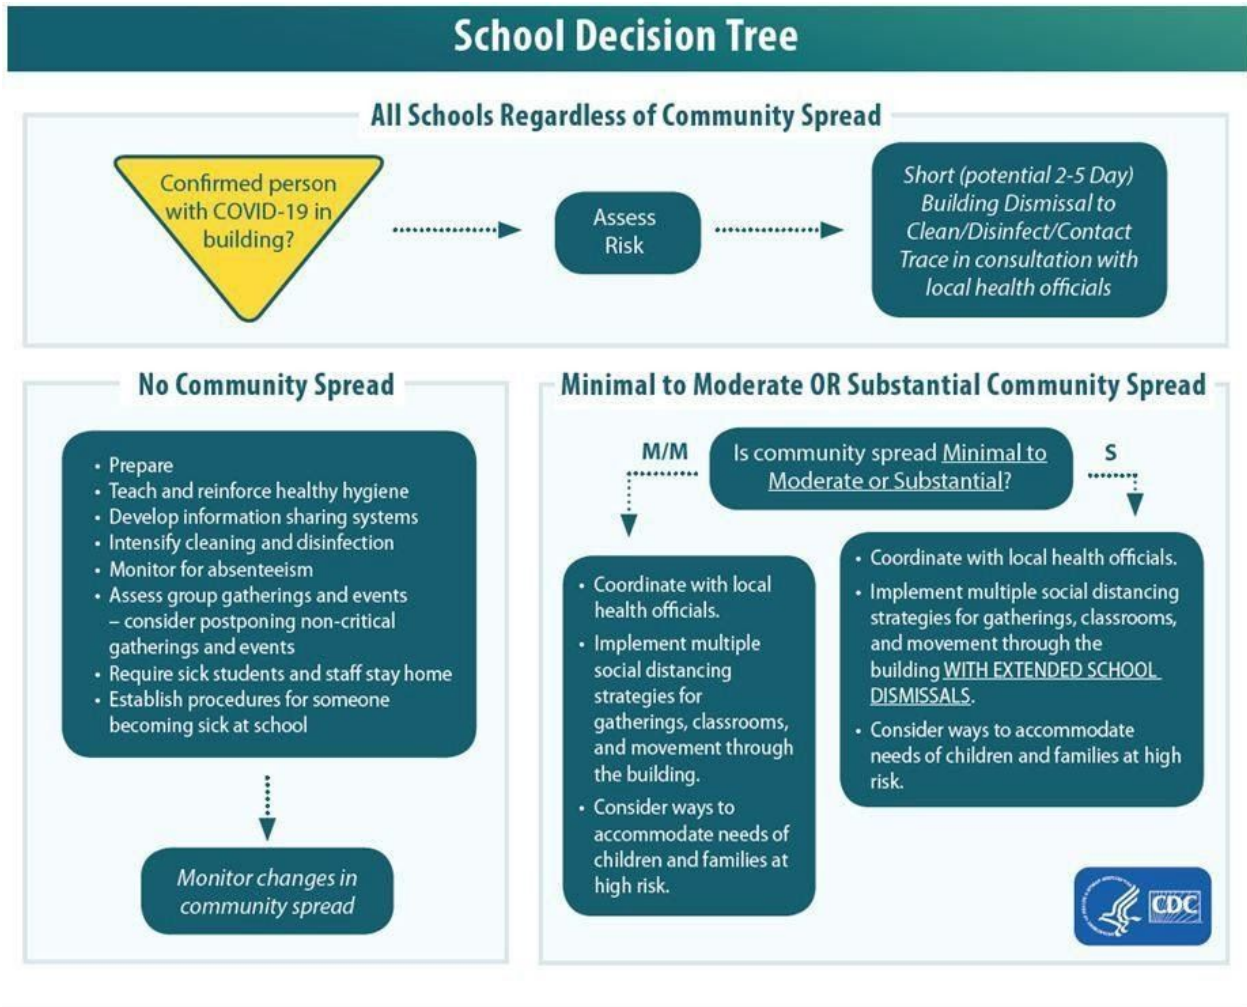 School Decision Tree
All Schools Regardless of Community Spread
Confirmed person
with COVID-19 in
building?
Assess
Risk
Short (potential 2-5 Day)
Building Dismissal to
Clean/Disinfect/Contact
Trace in consultation with
local health officials
No Community Spread
• Prepare
• Teach and reinforce healthy hygiene
• Develop information sharing systems
• Intensify cleaning and disinfection
• Monitor for absenteeism
• Assess group gatherings and events
– consider postponing non-critical
gatherings and events
• Require sick students and staff stay home
• Establish procedures for someone
becoming sick at school
Monitor changes in
community spread
Minimal to Moderate OR Substantial Community Spread
M/M
Is community spread Minimal to
Moderate or Substantial?
S
• Coordinate with local
health officials.
• Implement multiple
social distancing
strategies for
gatherings, classrooms,
and movement through
the building.
• Consider ways to
accommodate needs of
children and families at
high risk.
• Coordinate with local health officials.
• Implement multiple social distancing
strategies for gatherings, classrooms,
and movement through the
building WITH EXTENDED SCHOOL
DISMISSALS.
• Consider ways to accommodate
needs of children and families at high
risk.
CDC